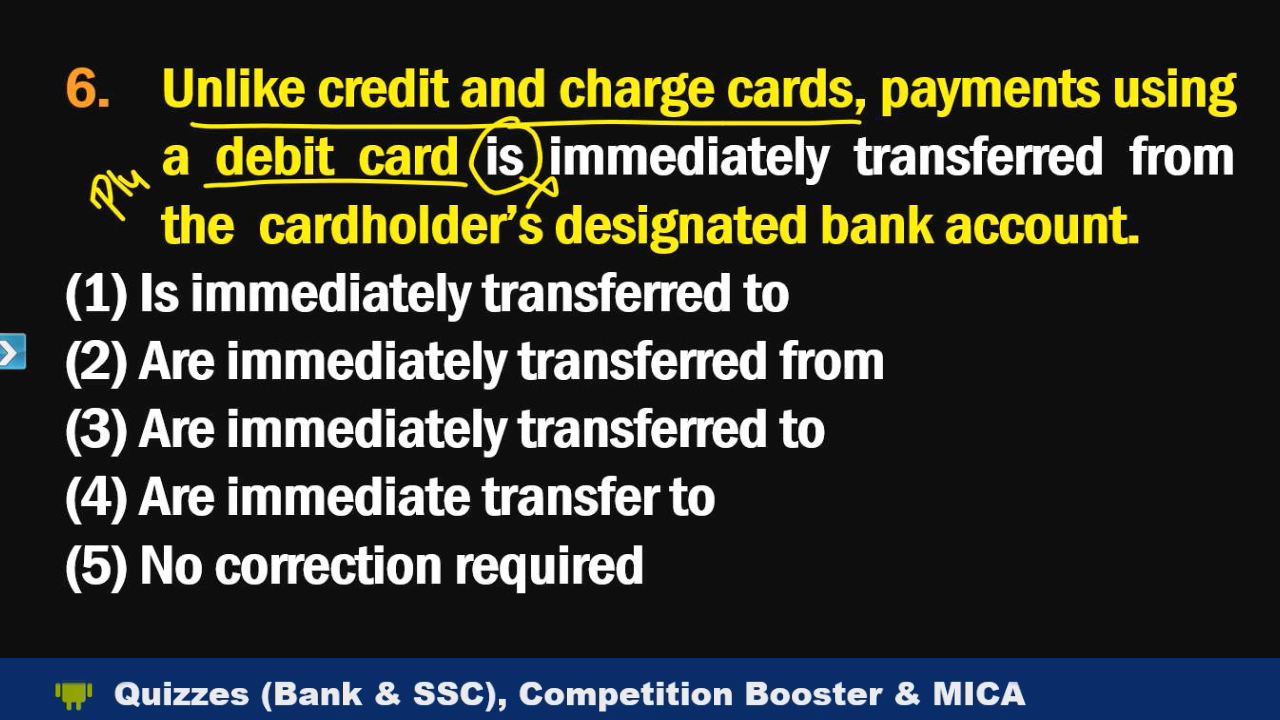 6. Unlike credit and charge cards, payments using
a debit card is immediately transferred from
Plu
the cardholder's designated bank account.
(1) Is immediately transferred to
(2) Are immediately transferred from
(3) Are immediately transferred to
(4) Are immediate transfer to
(5) No correction required
Quizzes (Bank & SSC), Competition Booster & MICA